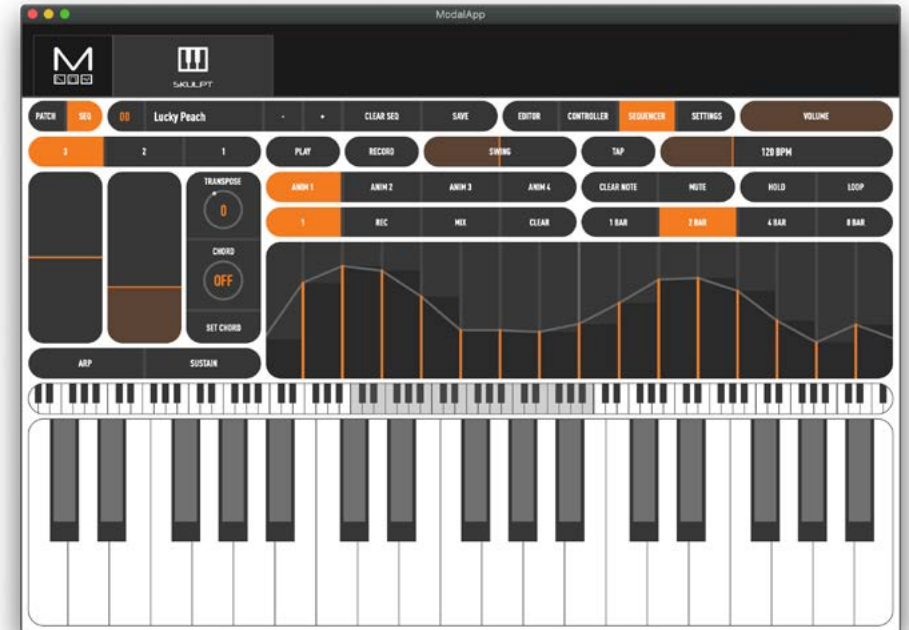 ModalApp
M
SKULPT
PATCH SEQ 00 Lucky Peach - + CLEAR SEQ SAVE EDITOR CONTROLLER SEQUENCER SETTINGS VOLUME
3 2 1 PLAY RECORD SWING TAP 120 BPM
TRANSPOSE ANIM 1 ANIM 2 ANIM 3 ANIM 4 CLEAR NOTE MUTE HOLD LOOP
0 1 REC MIX CLEAR 1 BAR 2 BAR 4 BAR 8 BAR
CHORD
OFF
SET CHORD
ARP SUSTAIN